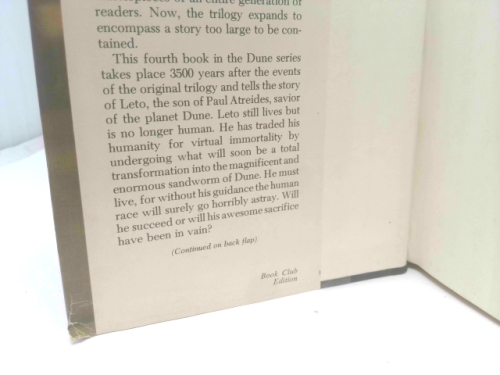 of an entire generation of
readers. Now, the trilogy expands to
encompass a story too large to be con-
tained.
This fourth book in the Dune series
takes place 3500 years after the events
of the original trilogy and tells the story
of Leto, the son of Paul Atreides, savior
of the planet Dune. Leto still lives but
is no longer human. He has traded his
humanity for virtual immortality by
undergoing what will soon be a total
transformation into the magnificent and
enormous sandworm of Dune. He must
live, for without his guidance the human
race will surely go horribly astray. Will
he succeed or will his awesome sacrifice
have been in vain?
(Continued on back flap)
Book Club
Edition